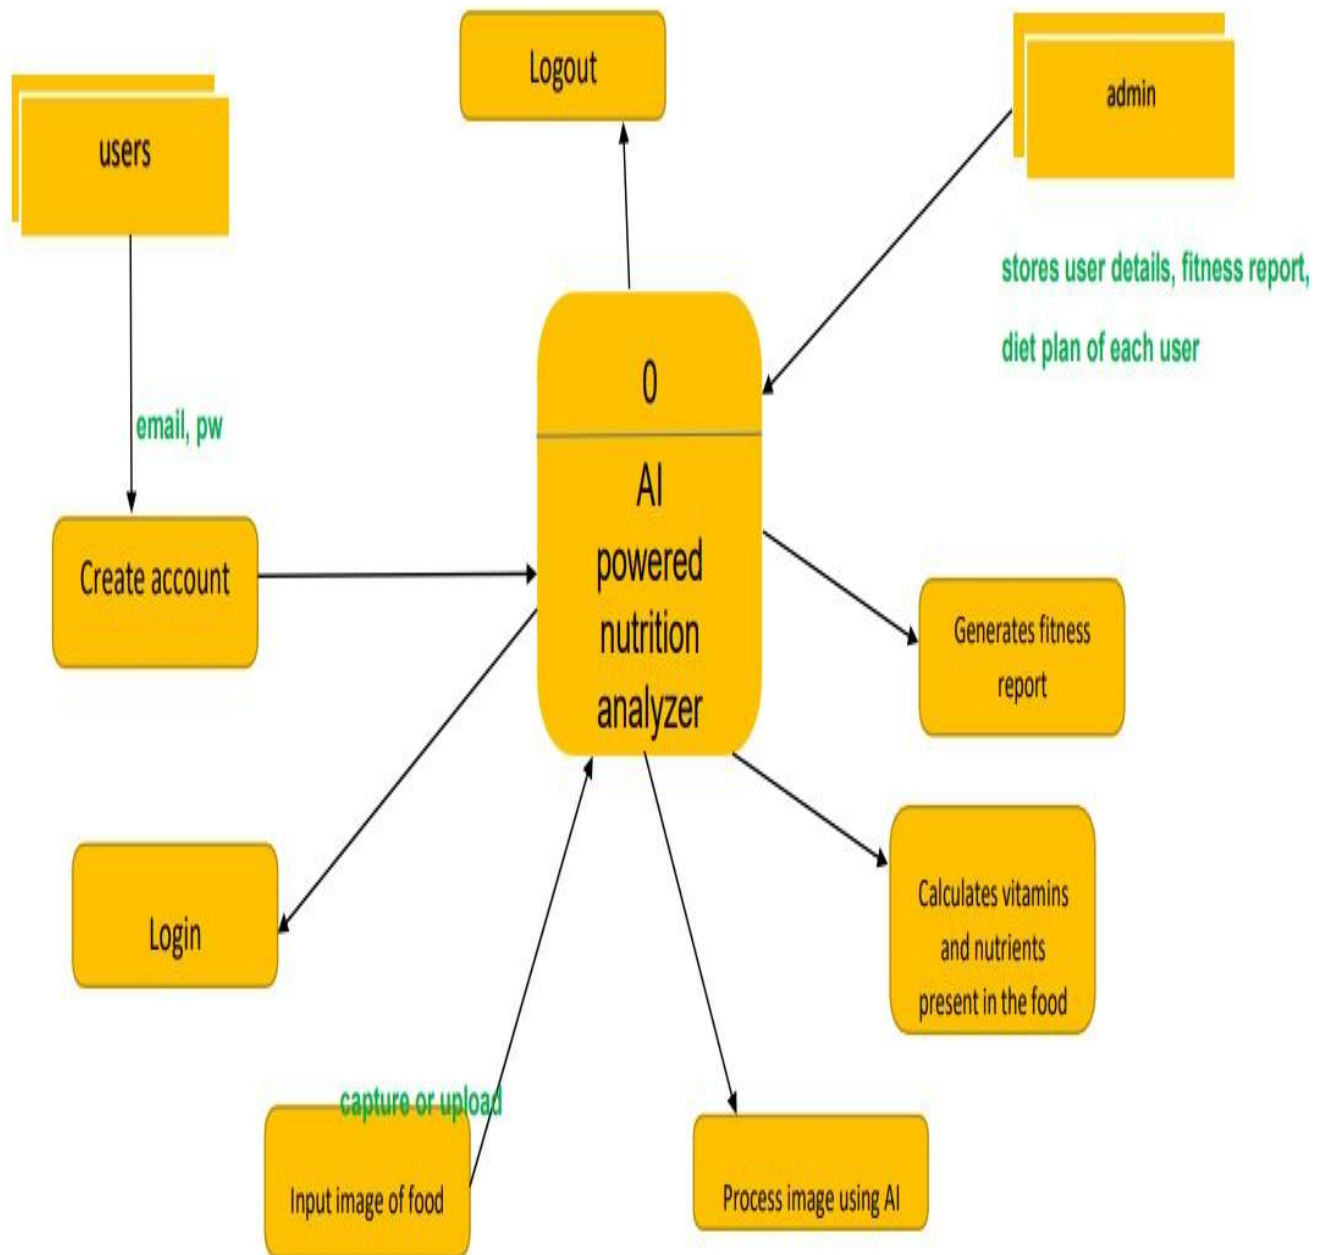 Logout
admin
users
stores user details, fitness report,
diet plan of each user
0
email, pw
AI
powered
nutrition
analyzer
Create account
Generates fitness
report
Login
Calculates vitamins
and nutrients
present in the food
capture or upload
Input image of food
Process image using AI